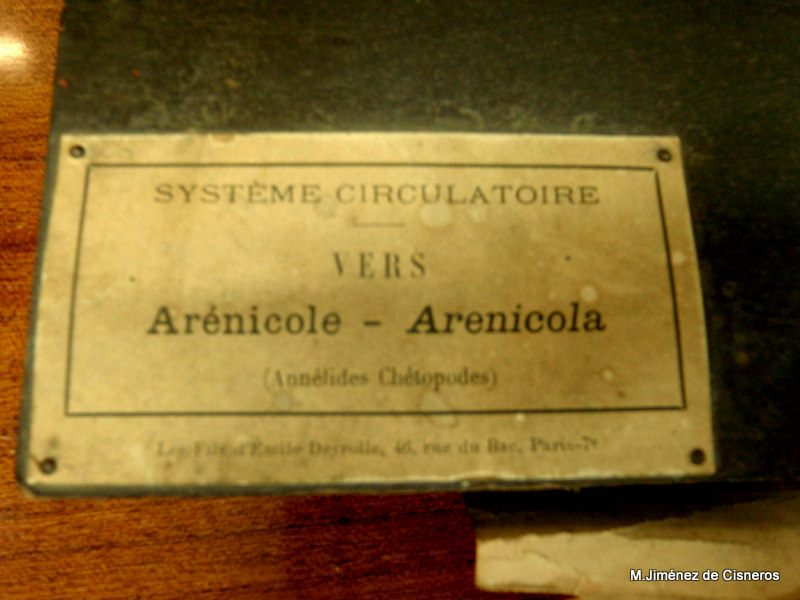 SYSTÈME CIRCULATOIRE
VERS
Arénicole - Arenicola
(Annélides Chétopodes)
Les Fils d'Émile Deyrolle, 46, rue du Bac, Paris-7e
M.Jiménez de Cisneros